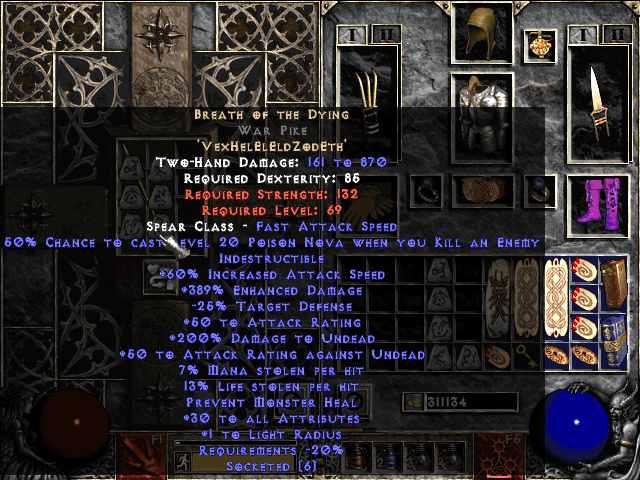 I II
I II
Breath of the Dying
War Pike
'VexHelElEldZodEth'
Two-Hand Damage: 161 to 870
Required Dexterity: 85
Required Strength: 132
Required Level: 69
Spear Class - Fast Attack Speed
50% Chance to cast level 20 Poison Nova when you Kill an Enemy
Indestructible
+60% Increased Attack Speed
+389% Enhanced Damage
-25% Target Defense
+50 to Attack Rating
+200% Damage to Undead
+50 to Attack Rating against Undead
7% Mana stolen per hit
13% Life stolen per hit
Prevent Monster Heal
+30 to all Attributes
311134
+1 to Light Radius
F1
F6
Requirements -20%
Socketed [6]